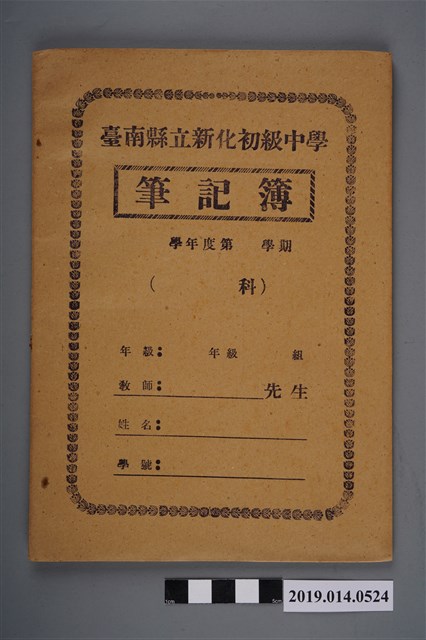 臺南縣立新化初級中學
筆記簿
學年度第 學期
( 科)
年級: 年級 組
教師: 先生
姓名:
學號:
2019.014.0524